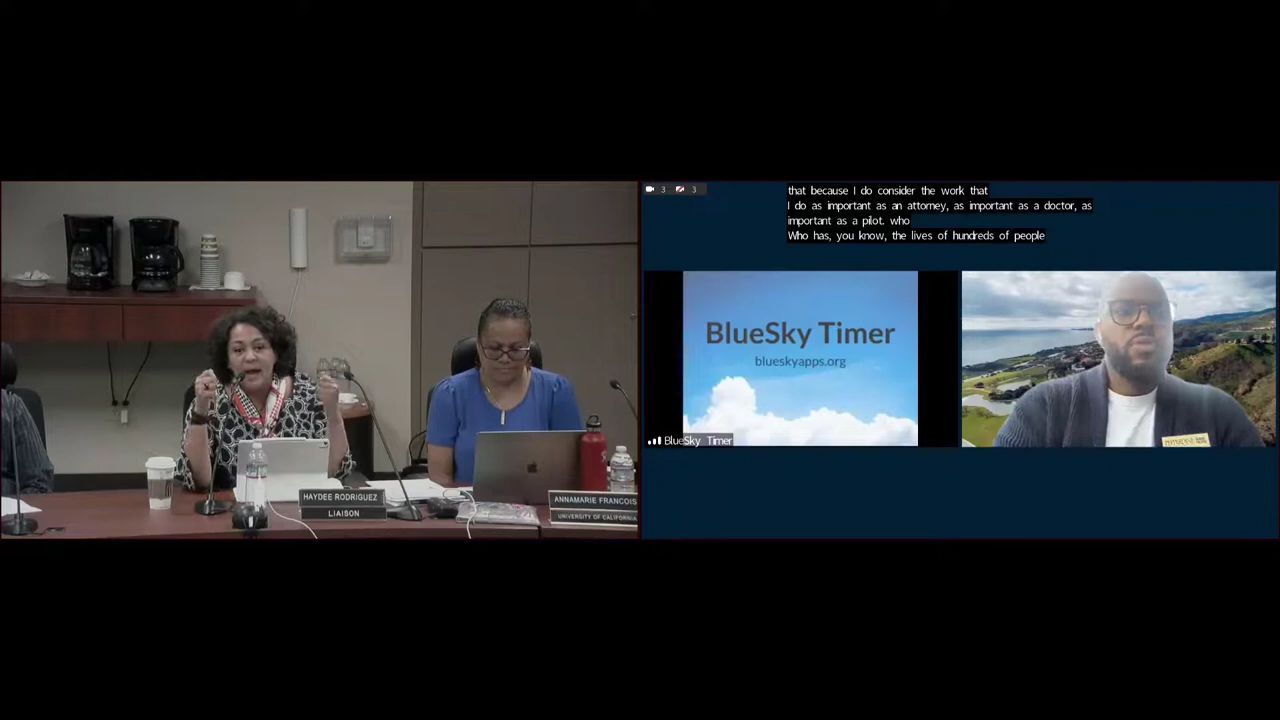 HAYDEE RODRIGUEZ
LIAISON
ANNAMARIE FRANCOIS
UNIVERSITY OF CALIFORNIA
3 3
that because I do consider the work that
I do as important as an attorney, as important as a doctor, as
important as a pilot. who
Who has, you know, the lives of hundreds of people
BlueSky Timer
blueskyapps.org
BlueSky Timer